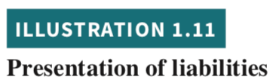 ILLUSTRATION 1.11
Presentation of liabilities